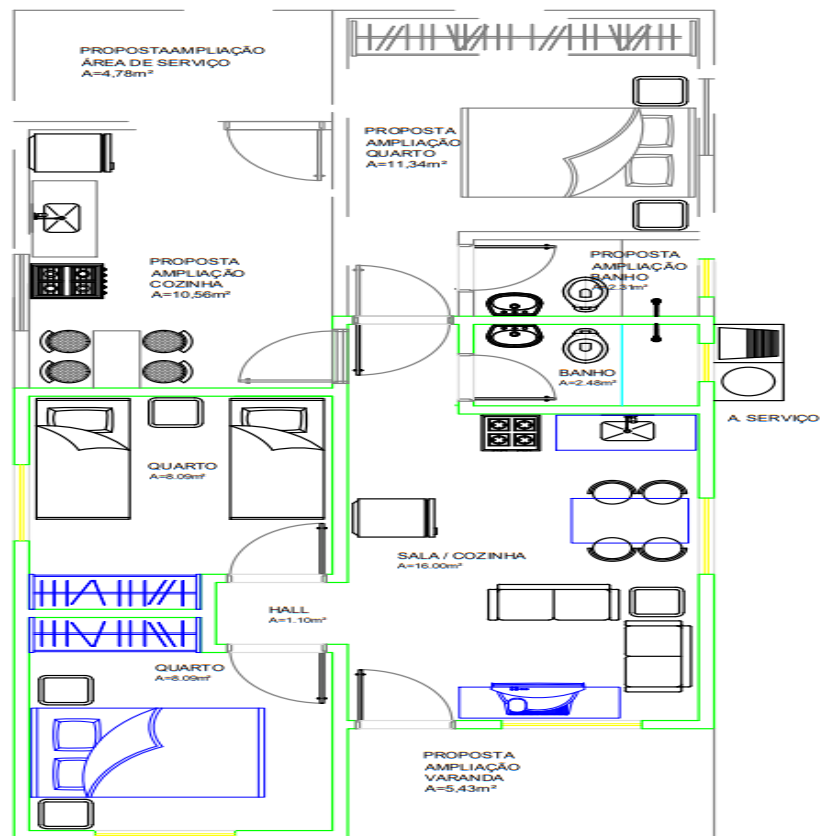 PROPOSTAAMPLIAÇÃO
ÁREA DE SERVIÇO
A=4,78m²
PROPOSTA
AMPLIAÇÃO
QUARTO
A=11,34m²
PROPOSTA
AMPLIAÇÃO
COZINHA
A=10,56m²
PROPOSTA
AMPLIAÇÃO
BANHO
A=2.31m²
BANHO
A=2.48m²
A. SERVIÇO
QUARTO
A=8.09m²
SALA / COZINHA
A=16.00m²
HALL
A=1.10m²
QUARTO
A=8.09m²
PROPOSTA
AMPLIAÇÃO
VARANDA
A=5,43m²